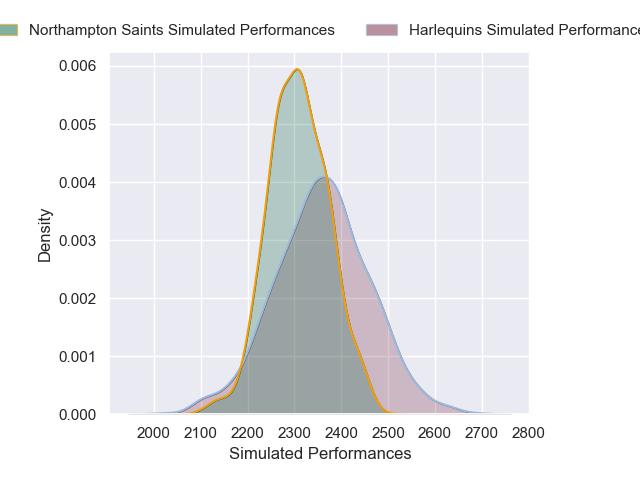 Northampton Saints Simulated Performances
Harlequins Simulated Performance
0.006
0.005
0.004
0.003
0.002
0.001
0.000
Density
2000 2100 2200 2300 2400 2500 2600 2700 2800
Simulated Performances